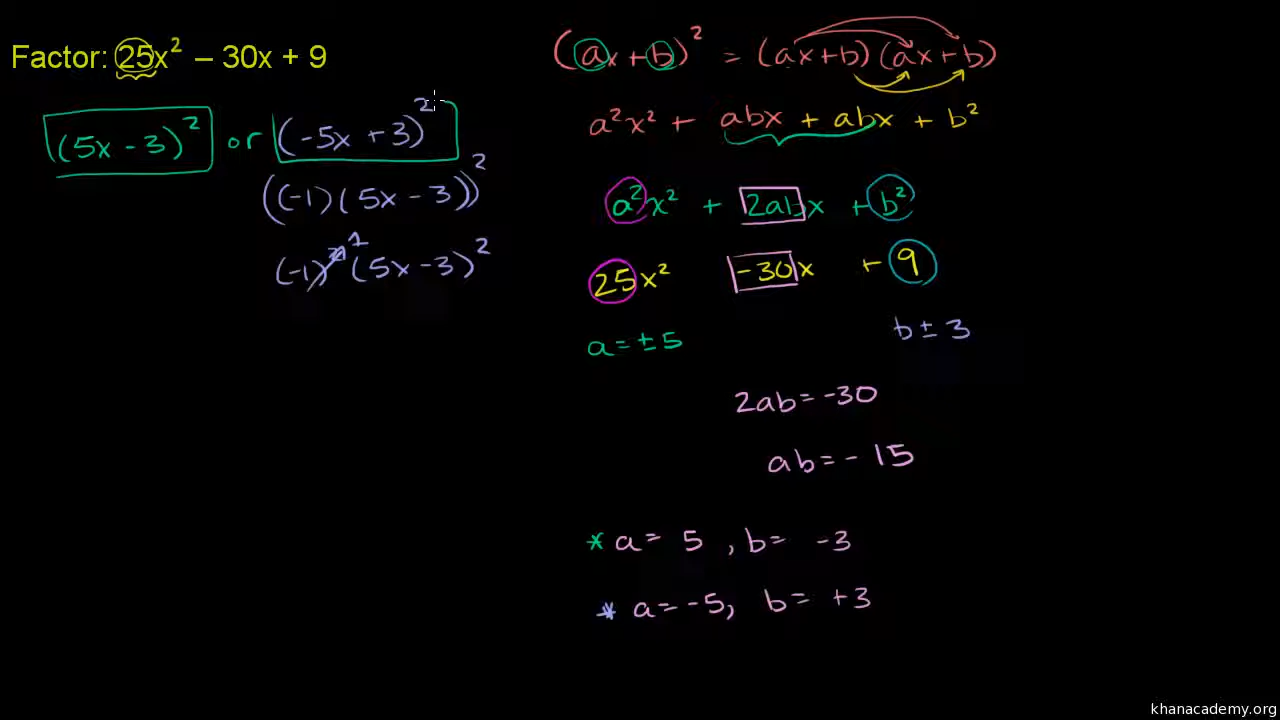 Factor: 25x² – 30x + 9
(5x - 3)² or (-5x + 3)²
((-1)(5x - 3))²
(-1)² 1 (5x - 3)²
(ax + b)² = (ax + b)(ax + b)
a²x² + abx + abx + b²
a²x² + 2abx + b²
25x² -30x + 9
a = ± 5
b ± 3
2ab = -30
ab = - 15
* a = 5 , b = -3
* a = -5, b = +3
khanacademy.org